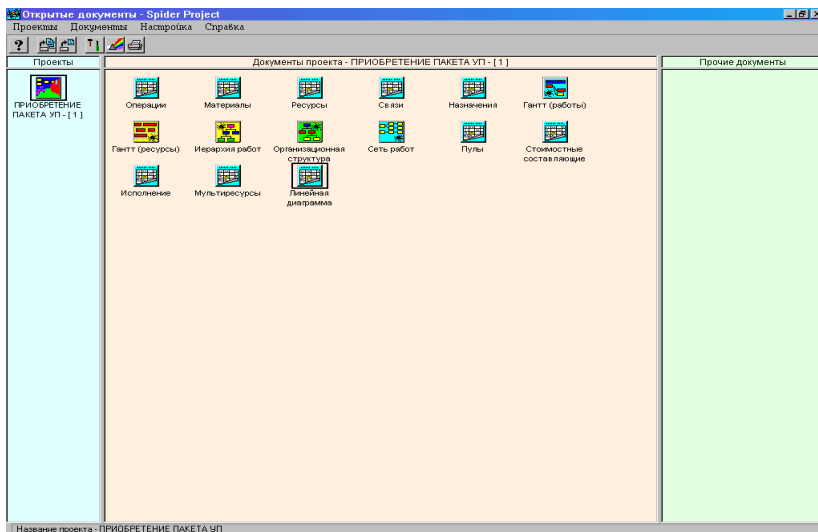 Открытые документы - Spider Project
Проекты Документы Настройка Справка
Проекты
Документы проекта - ПРИОБРЕТЕНИЕ ПАКЕТА УП - [ 1 ]
Прочие документы
ПРИОБРЕТЕНИЕ
ПАКЕТА УП - [ 1 ]
Операции
Материалы
Ресурсы
Связи
Назначения
Гантт (работы)
Гантт (ресурсы)
Иерархия работ
Организационная
структура
Сеть работ
Пулы
Стоимостные
составляющие
Исполнение
Мультиресурсы
Линейная
диаграмма
Название проекта - ПРИОБРЕТЕНИЕ ПАКЕТА УП